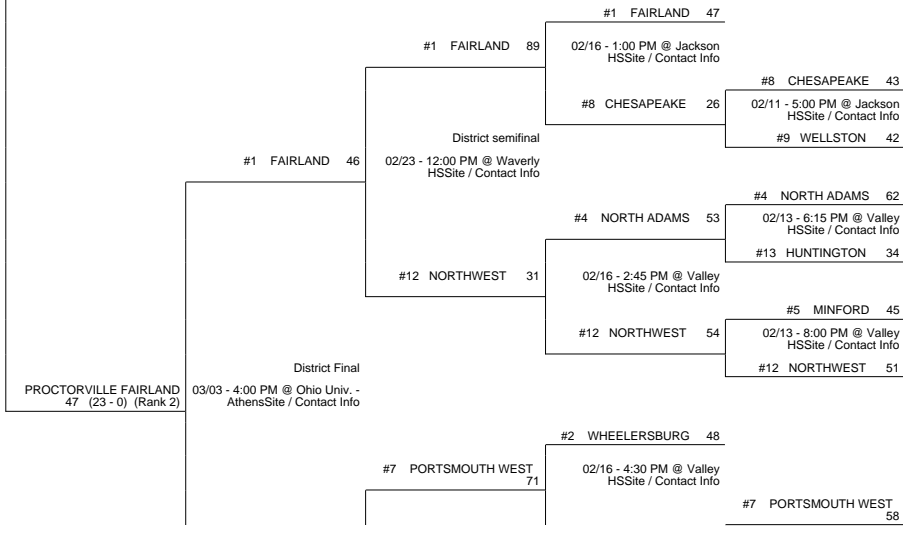 #1 FAIRLAND 47
#1 FAIRLAND 89
02/16 - 1:00 PM @ Jackson
HSSite / Contact Info
#8 CHESAPEAKE 43
#8 CHESAPEAKE 26
02/11 - 5:00 PM @ Jackson
HSSite / Contact Info
#9 WELLSTON 42
District semifinal
#1 FAIRLAND 46
02/23 - 12:00 PM @ Waverly
HSSite / Contact Info
#4 NORTH ADAMS 62
#4 NORTH ADAMS 53
02/13 - 6:15 PM @ Valley
HSSite / Contact Info
#13 HUNTINGTON 34
#12 NORTHWEST 31
02/16 - 2:45 PM @ Valley
HSSite / Contact Info
#5 MINFORD 45
#12 NORTHWEST 54
02/13 - 8:00 PM @ Valley
HSSite / Contact Info
#12 NORTHWEST 51
District Final
PROCTORVILLE FAIRLAND
47 (23 - 0) (Rank 2)
03/03 - 4:00 PM @ Ohio Univ. -
AthensSite / Contact Info
#2 WHEELERSBURG 48
#7 PORTSMOUTH WEST
71
02/16 - 4:30 PM @ Valley
HSSite / Contact Info
#7 PORTSMOUTH WEST
58